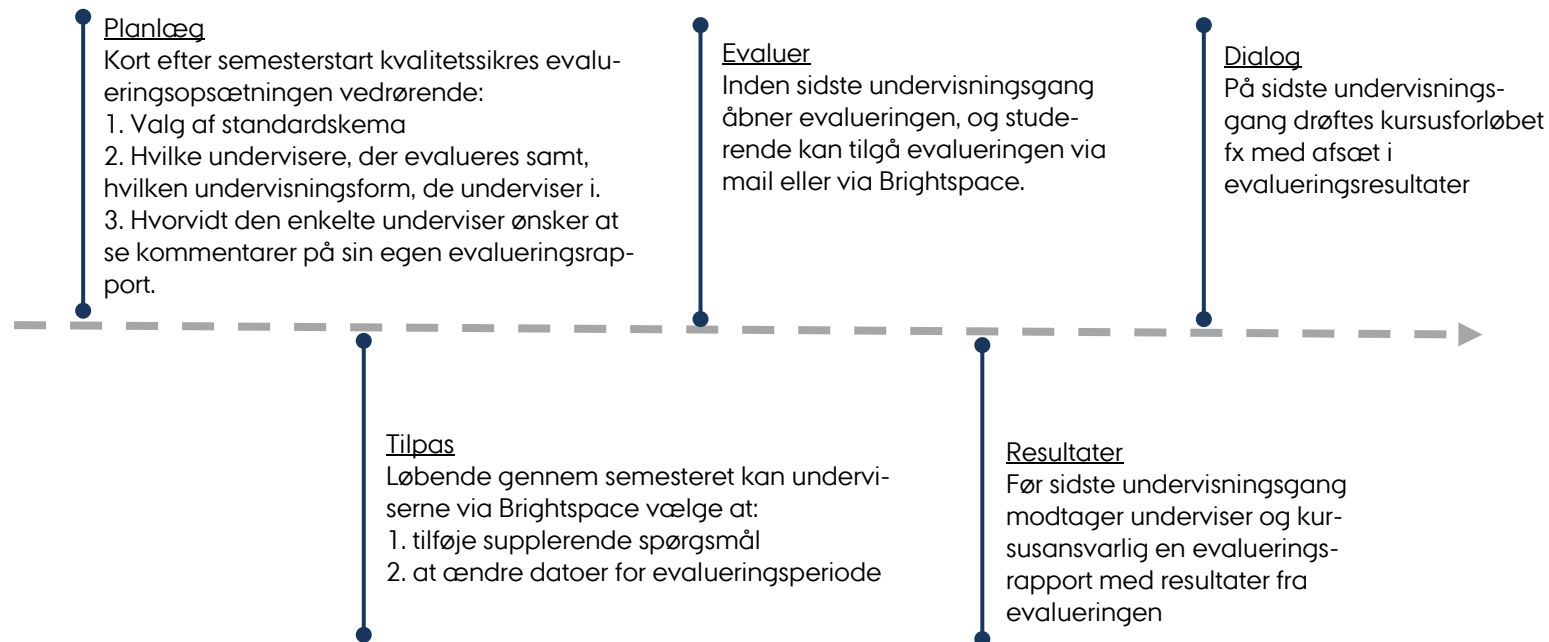 Planlæg
Kort efter semesterstart kvalitetssikres evalu-
eringsopsætningen vedrørende:
1. Valg af standardskema
2. Hvilke undervisere, der evalueres samt,
hvilken undervisningsform, de underviser i.
3. Hvorvidt den enkelte underviser ønsker at
se kommentarer på sin egen evalueringsrap-
port.
Tilpas
Løbende gennem semesteret kan undervi-
serne via Brightspace vælge at:
1. tilføje supplerende spørgsmål
2. at ændre datoer for evalueringsperiode
Evaluer
Inden sidste undervisningsgang
åbner evalueringen, og stude-
rende kan tilgå evalueringen via
mail eller via Brightspace.
Resultater
Før sidste undervisningsgang
modtager underviser og kur-
susansvarlig en evaluerings-
rapport med resultater fra
evalueringen
Dialog
På sidste undervisnings-
gang drøftes kursusforløbet
fx med afsæt i
evalueringsresultater